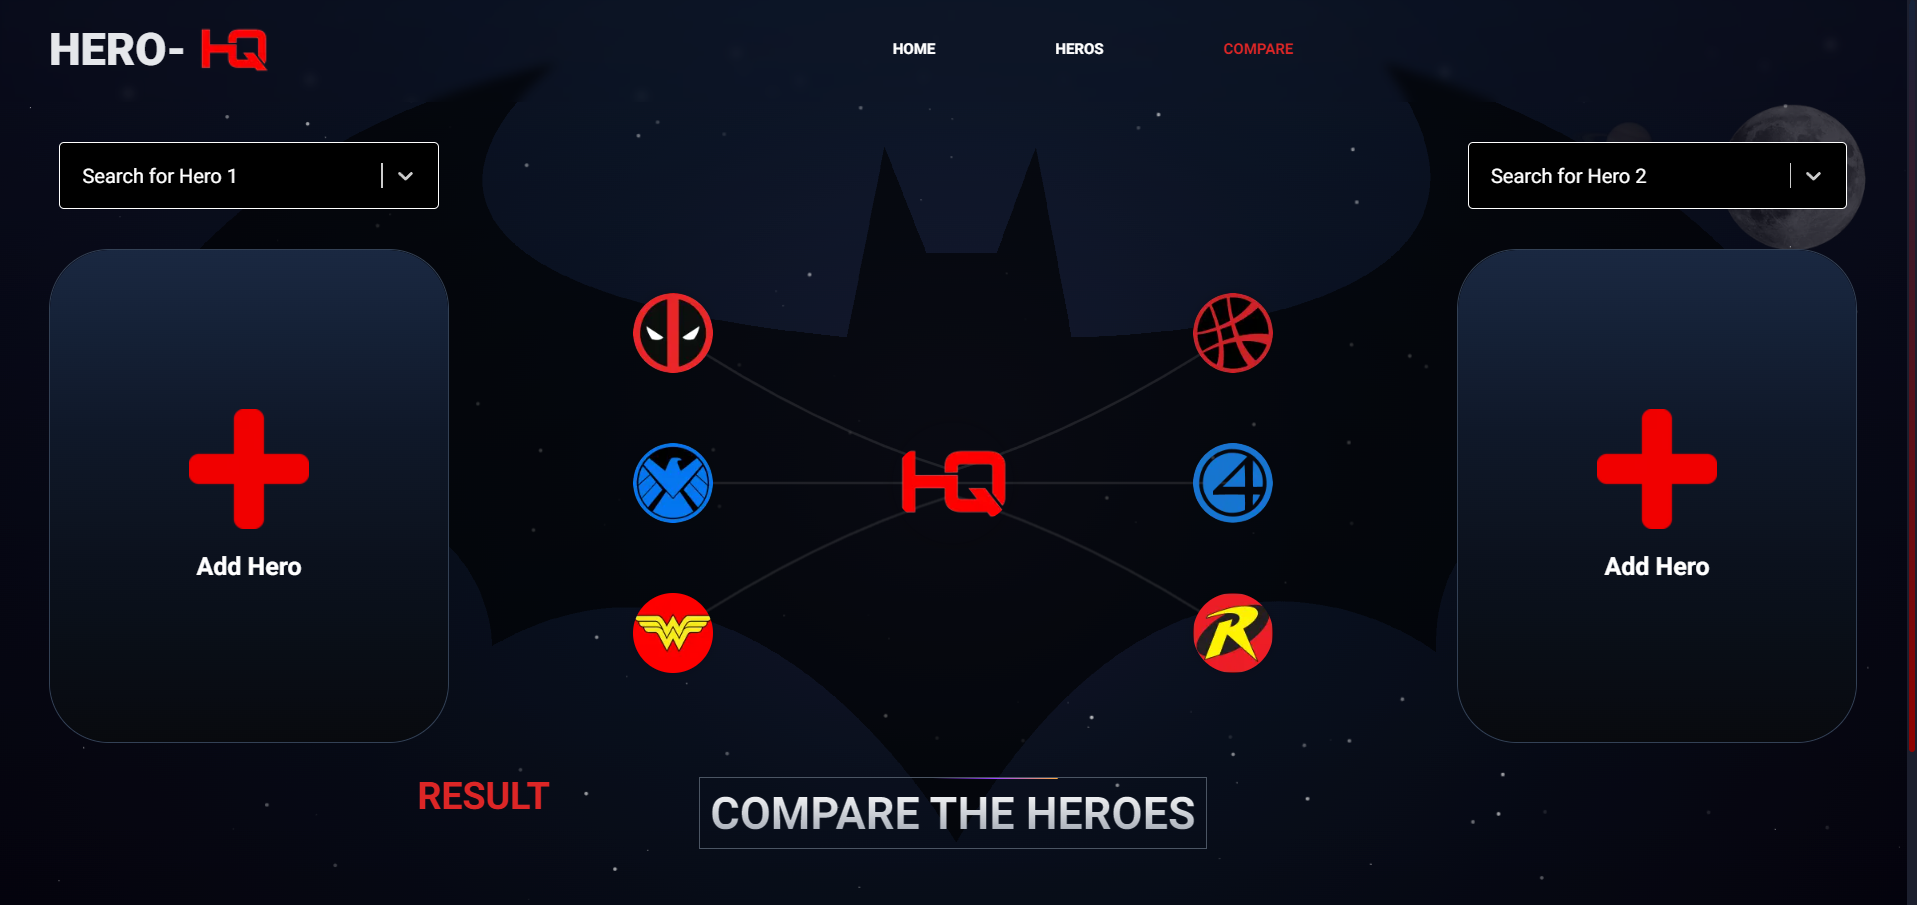 HERO- HQ
HOME
HEROS
COMPARE
Search for Hero 1
Search for Hero 2
Add Hero
HQ
4
R
Add Hero
RESULT
COMPARE THE HEROES